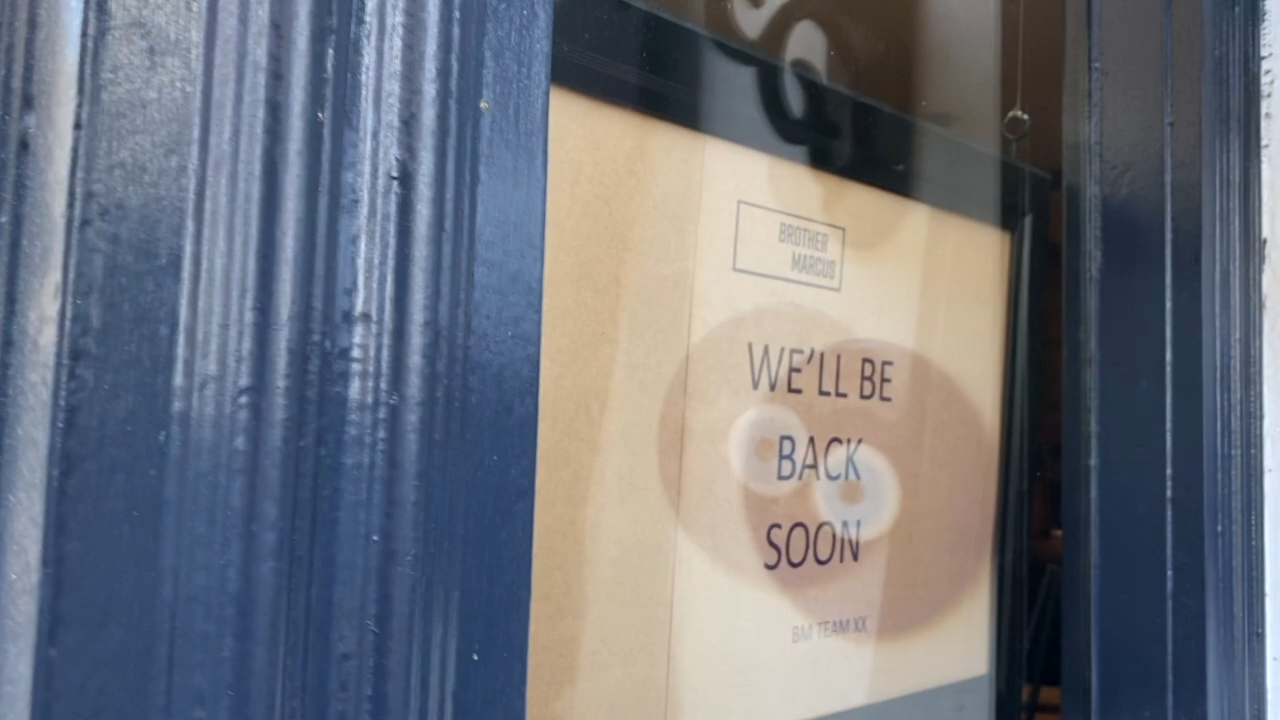 BROTHER
MARCUS
WE'LL BE
BACK
SOON
BM TEAM XX